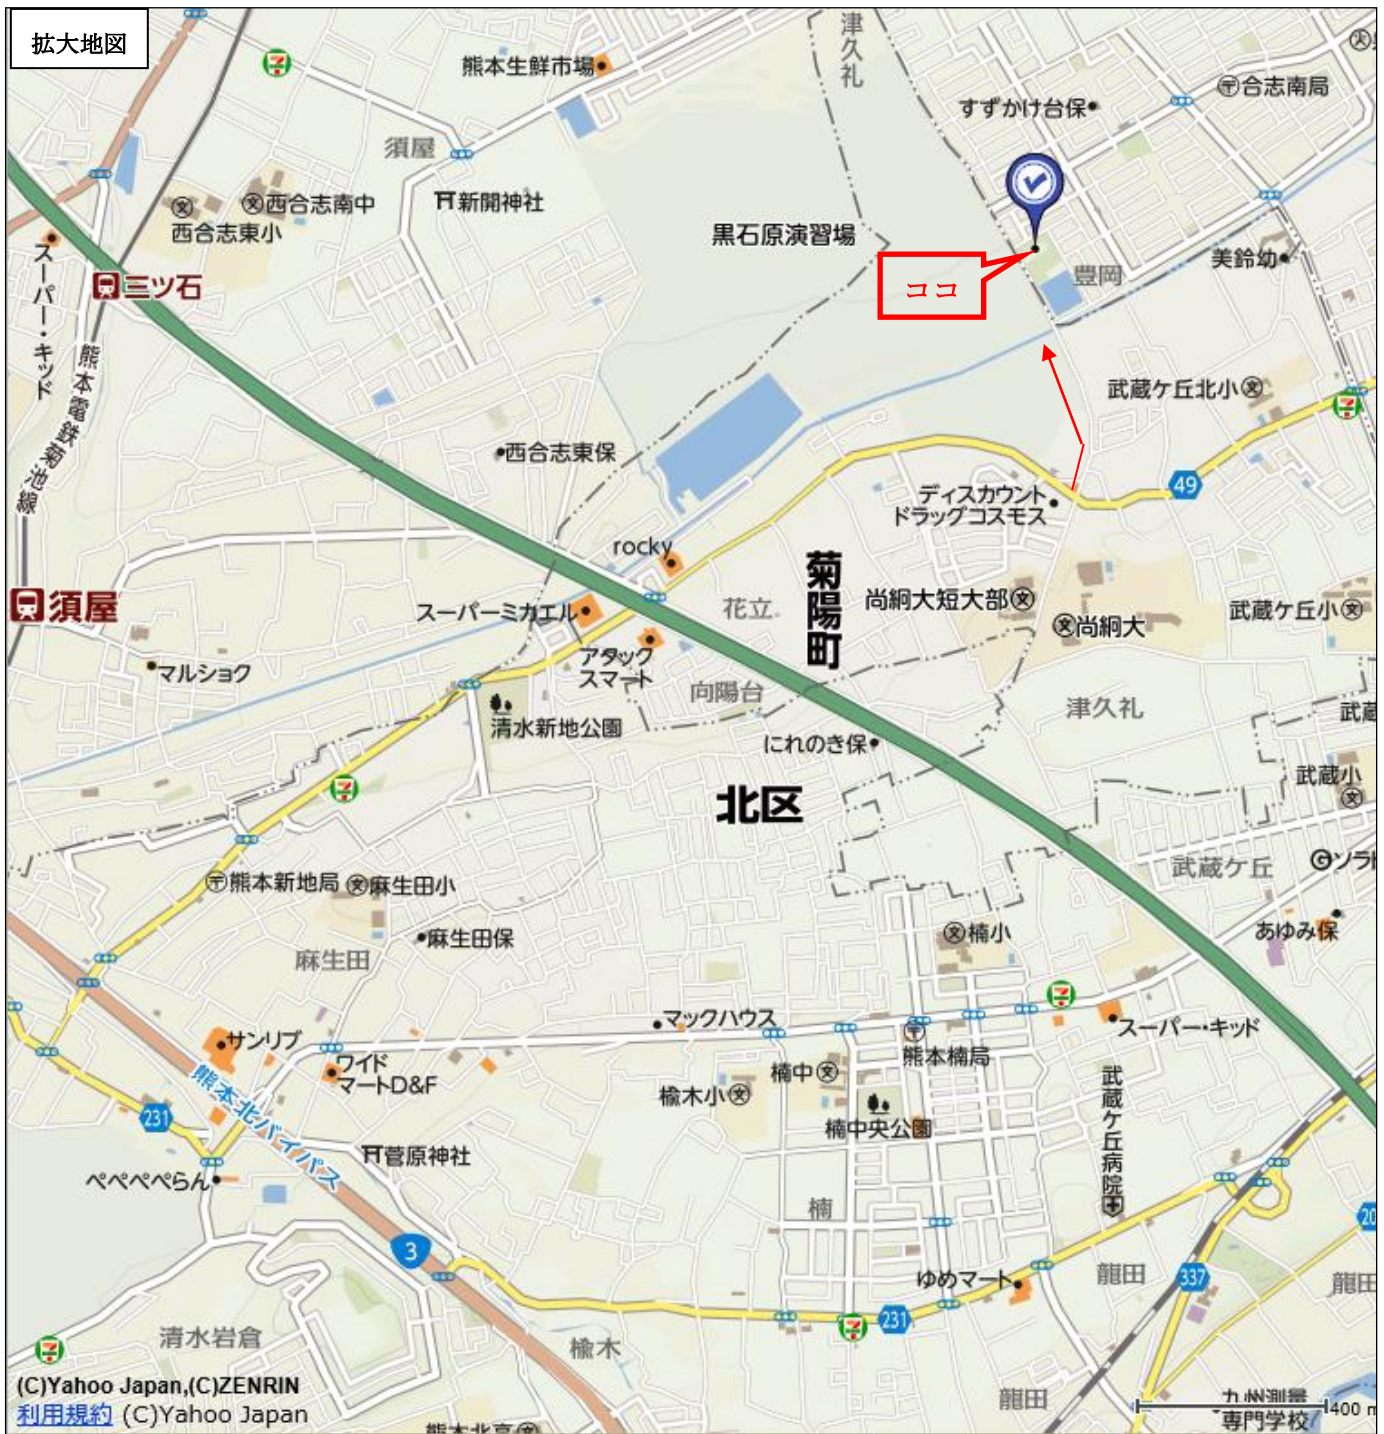 拡大地図
津久礼
熊本生鮮市場
合志南局
すずかけ台保
須屋
西合志南中
西合志東小
新開神社
黒石原演習場
ココ
豊岡
美鈴幼
スーパー・キッド
三ツ石
熊本電鉄菊池線
武蔵ケ丘北小
西合志東保
49
ディスカウント
ドラッグコスモス
rocky
菊陽町
須屋
スーパーミカエル
花立
尚絅大短大部
尚絅大
武蔵ケ丘小
マルショク
アタック
スマート
向陽台
津久礼
清水新地公園
にれのき保
武蔵小
北区
武蔵ケ丘
熊本新地局
麻生田小
あゆみ保
麻生田保
麻生田
楠小
サンリブ
マックハウス
スーパー・キッド
ワイド
マートD&F
熊本楠局
楠中
楡木小
熊本北バイパス
231
楠中央公園
武蔵ケ丘病院
菅原神社
ぺぺぺぺらん
楠
3
ゆめマート
龍田
337
龍田
231
清水岩倉
楡木
龍田
(C)Yahoo Japan,(C)ZENRIN
利用規約 (C)Yahoo Japan
九州測量
専門学校
400 m